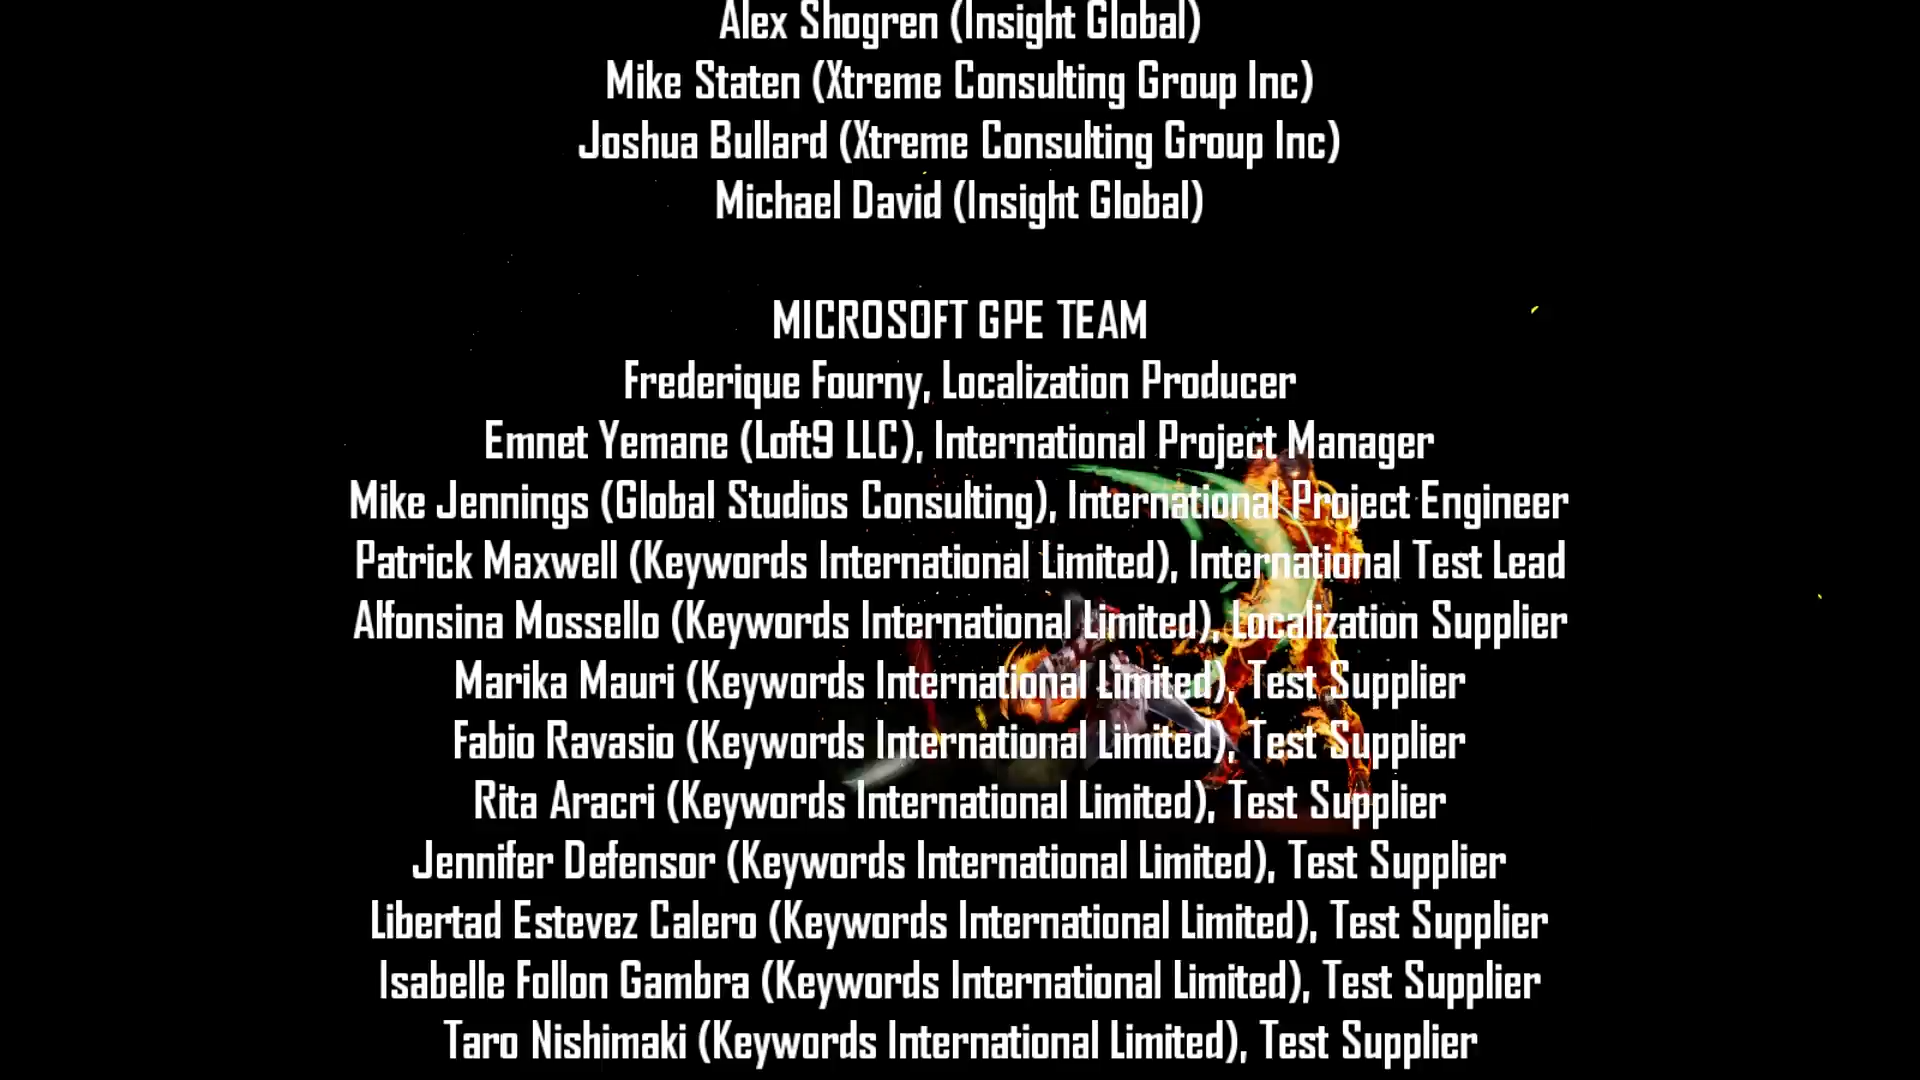 Alex Shogren (Insight Global)
Mike Staten (Xtreme Consulting Group Inc)
Joshua Bullard (Xtreme Consulting Group Inc)
Michael David (Insight Global)
MICROSOFT GPE TEAM
Frederique Fourny, Localization Producer
Emnet Yemane (Loft9 LLC), International Project Manager
Mike Jennings (Global Studios Consulting), International Project Engineer
Patrick Maxwell (Keywords International Limited), International Test Lead
Alfonsina Mossello (Keywords International Limited), Localization Supplier
Marika Mauri (Keywords International Limited), Test Supplier
Fabio Ravasio (Keywords International Limited), Test Supplier
Rita Aracri (Keywords International Limited), Test Supplier
Jennifer Defensor (Keywords International Limited), Test Supplier
Libertad Estevez Calero (Keywords International Limited), Test Supplier
Isabelle Follon Gambra (Keywords International Limited), Test Supplier
Taro Nishimaki (Keywords International Limited), Test Supplier